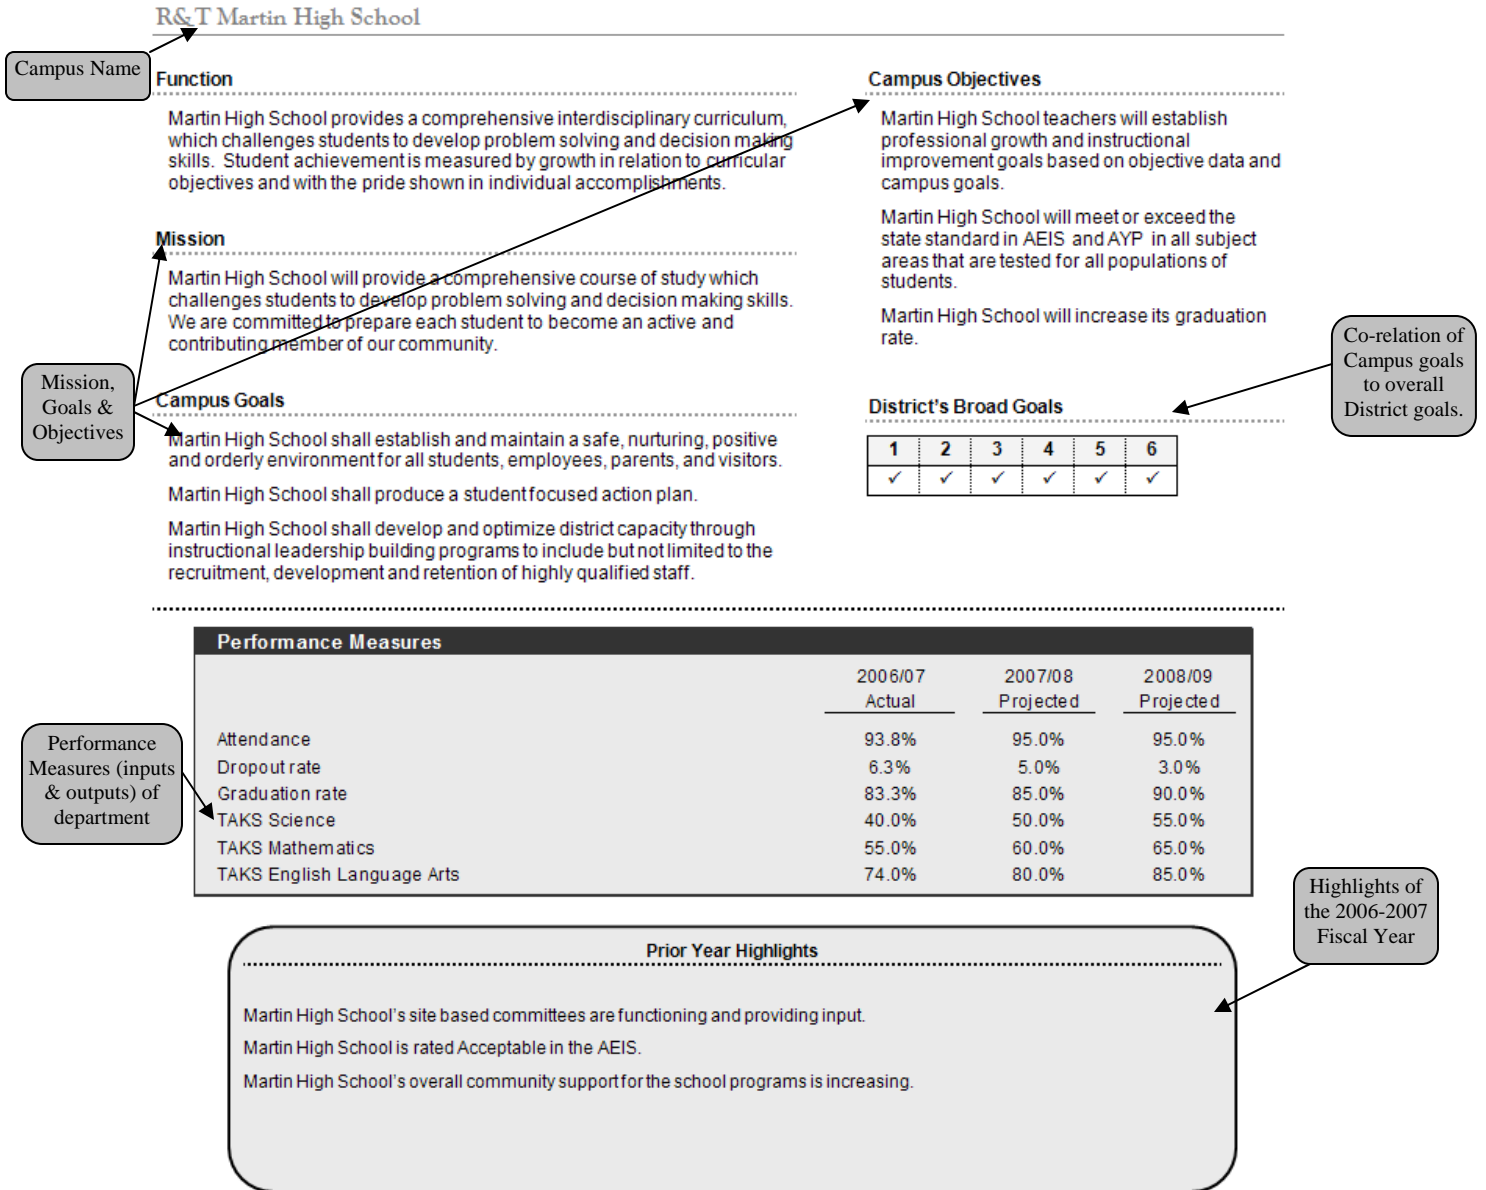 R&T Martin High School
Campus Name
Function
Martin High School provides a comprehensive interdisciplinary curriculum,
which challenges students to develop problem solving and decision making
skills.  Student achievement is measured by growth in relation to curricular
objectives and with the pride shown in individual accomplishments.
Mission
Martin High School will provide a comprehensive course of study which
challenges students to develop problem solving and decision making skills.
We are committed to prepare each student to become an active and
contributing member of our community.
Mission,
Goals &
Objectives
Campus Goals
Martin High School shall establish and maintain a safe, nurturing, positive
and orderly environment for all students, employees, parents, and visitors.
Martin High School shall produce a student focused action plan.
Martin High School shall develop and optimize district capacity through
instructional leadership building programs to include but not limited to the
recruitment, development and retention of highly qualified staff.
Campus Objectives
Martin High School teachers will establish
professional growth and instructional
improvement goals based on objective data and
campus goals.
Martin High School will meet or exceed the
state standard in AEIS and AYP in all subject
areas that are tested for all populations of
students.
Martin High School will increase its graduation
rate.
Co-relation of
Campus goals
to overall
District goals.
District's Broad Goals
1 2 3 4 5 6
✓ ✓ ✓ ✓ ✓ ✓
Performance Measures
2006/07 2007/08 2008/09
Actual Projected Projected
Performance
Measures (inputs
& outputs) of
department
Attendance 93.8% 95.0% 95.0%
Dropout rate 6.3% 5.0% 3.0%
Graduation rate 83.3% 85.0% 90.0%
TAKS Science 40.0% 50.0% 55.0%
TAKS Mathematics 55.0% 60.0% 65.0%
TAKS English Language Arts 74.0% 80.0% 85.0%
Highlights of
the 2006-2007
Fiscal Year
Prior Year Highlights
Martin High School's site based committees are functioning and providing input.
Martin High School is rated Acceptable in the AEIS.
Martin High School's overall community support for the school programs is increasing.